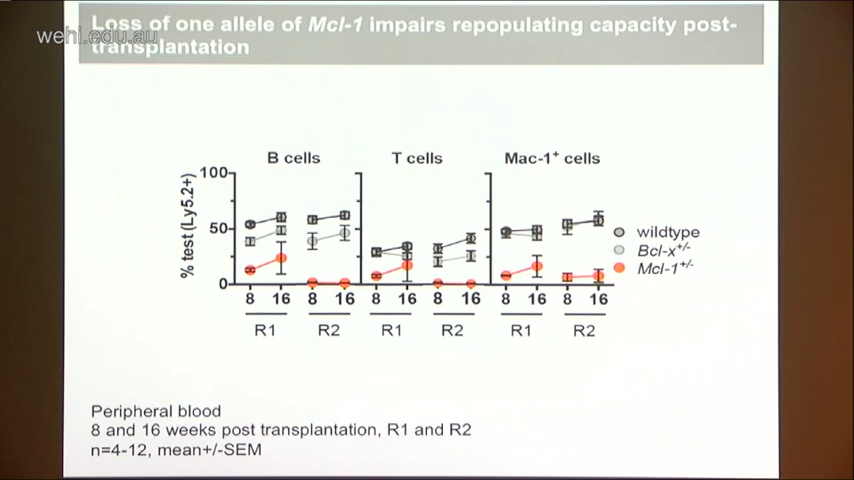 Loss of one allele of Mcl-1 impairs repopulating capacity post-
wehi.edu.au
transplantation
B cells
T cells
Mac-1+ cells
% test (Ly5.2+)
100
50
0
8 16 8 16 8 16 8 16 8 16 8 16
R1 R2 R1 R2 R1 R2
wildtype
Bcl-x+/-
Mcl-1+/-
Peripheral blood
8 and 16 weeks post transplantation, R1 and R2
n=4-12, mean+/-SEM